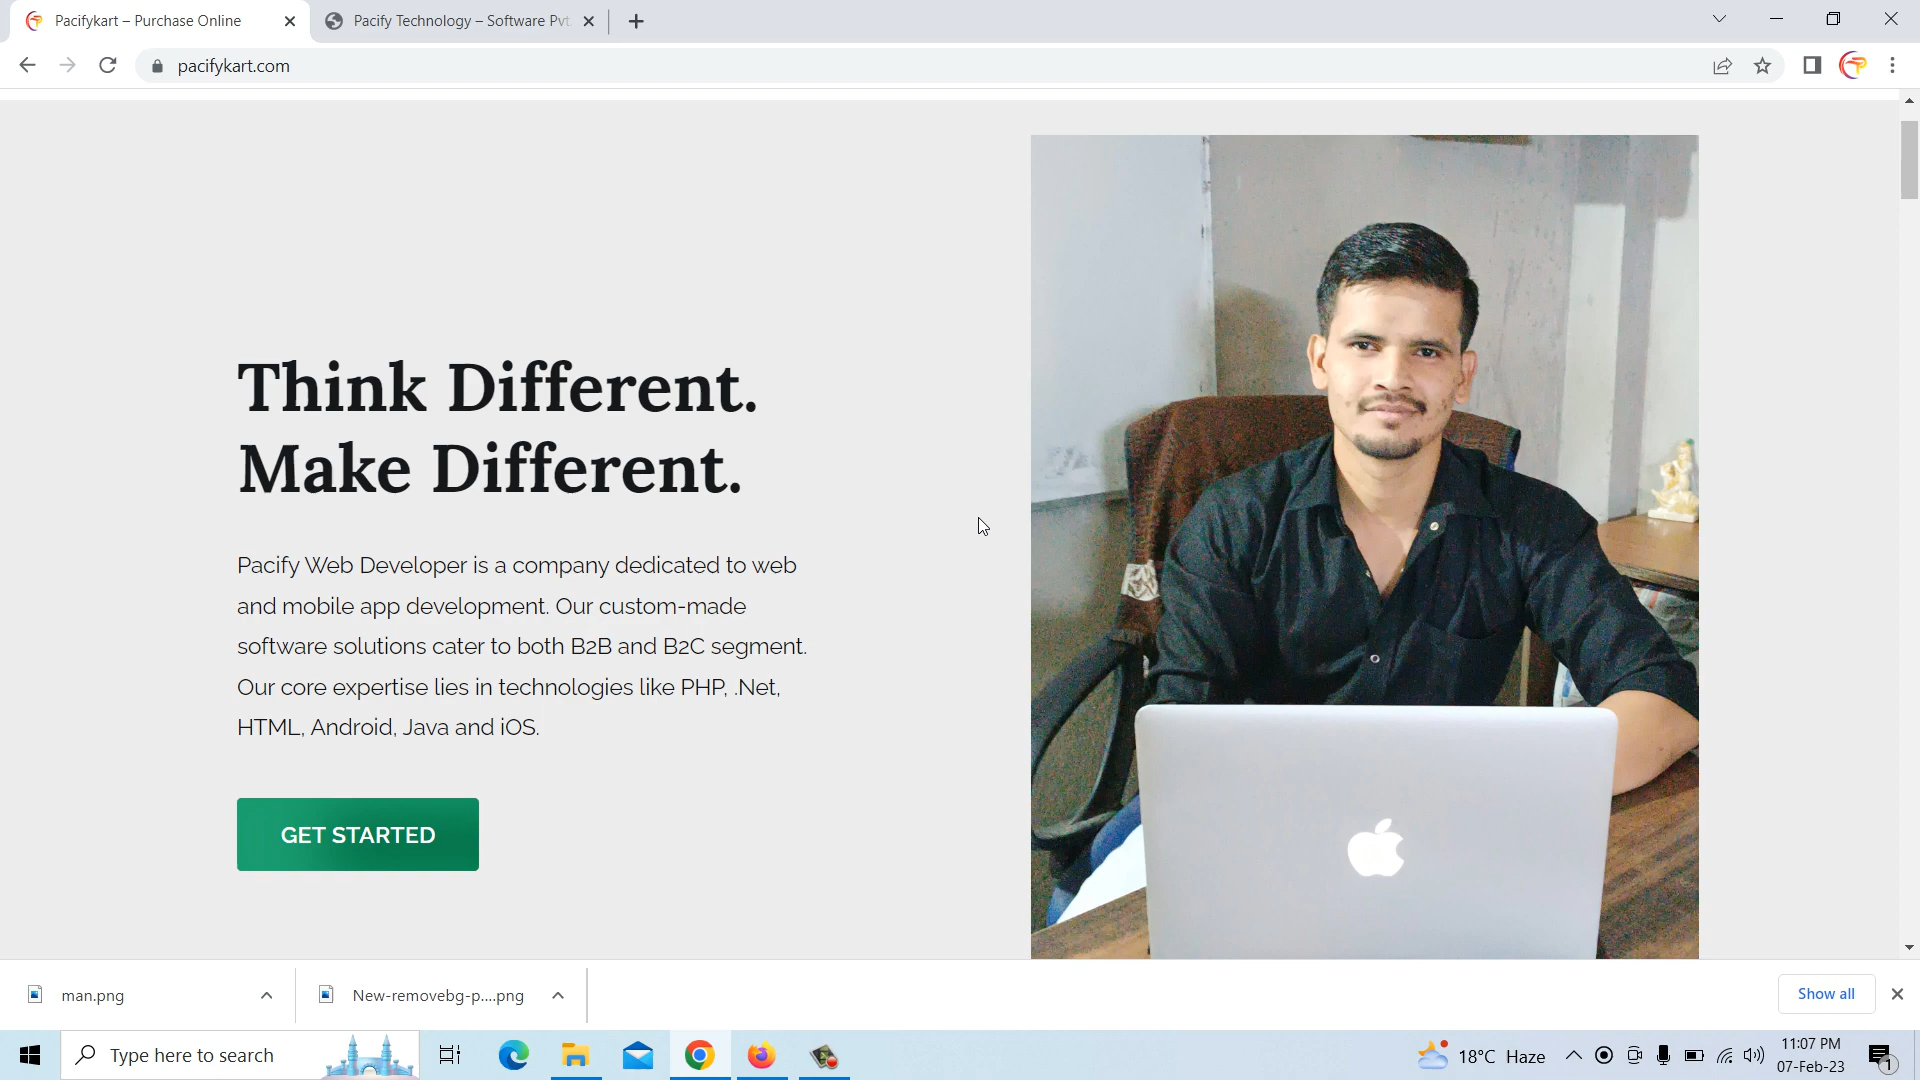 Pacifykart – Purchase Online
Pacify Technology – Software Pvt
pacifykart.com
Think Different.
Make Different.
Pacify Web Developer is a company dedicated to web
and mobile app development. Our custom-made
software solutions cater to both B2B and B2C segment.
Our core expertise lies in technologies like PHP, .Net,
HTML, Android, Java and iOS.
GET STARTED
man.png
New-removebg-p....png
Show all
Type here to search
18°C Haze
11:07 PM
07-Feb-23
1